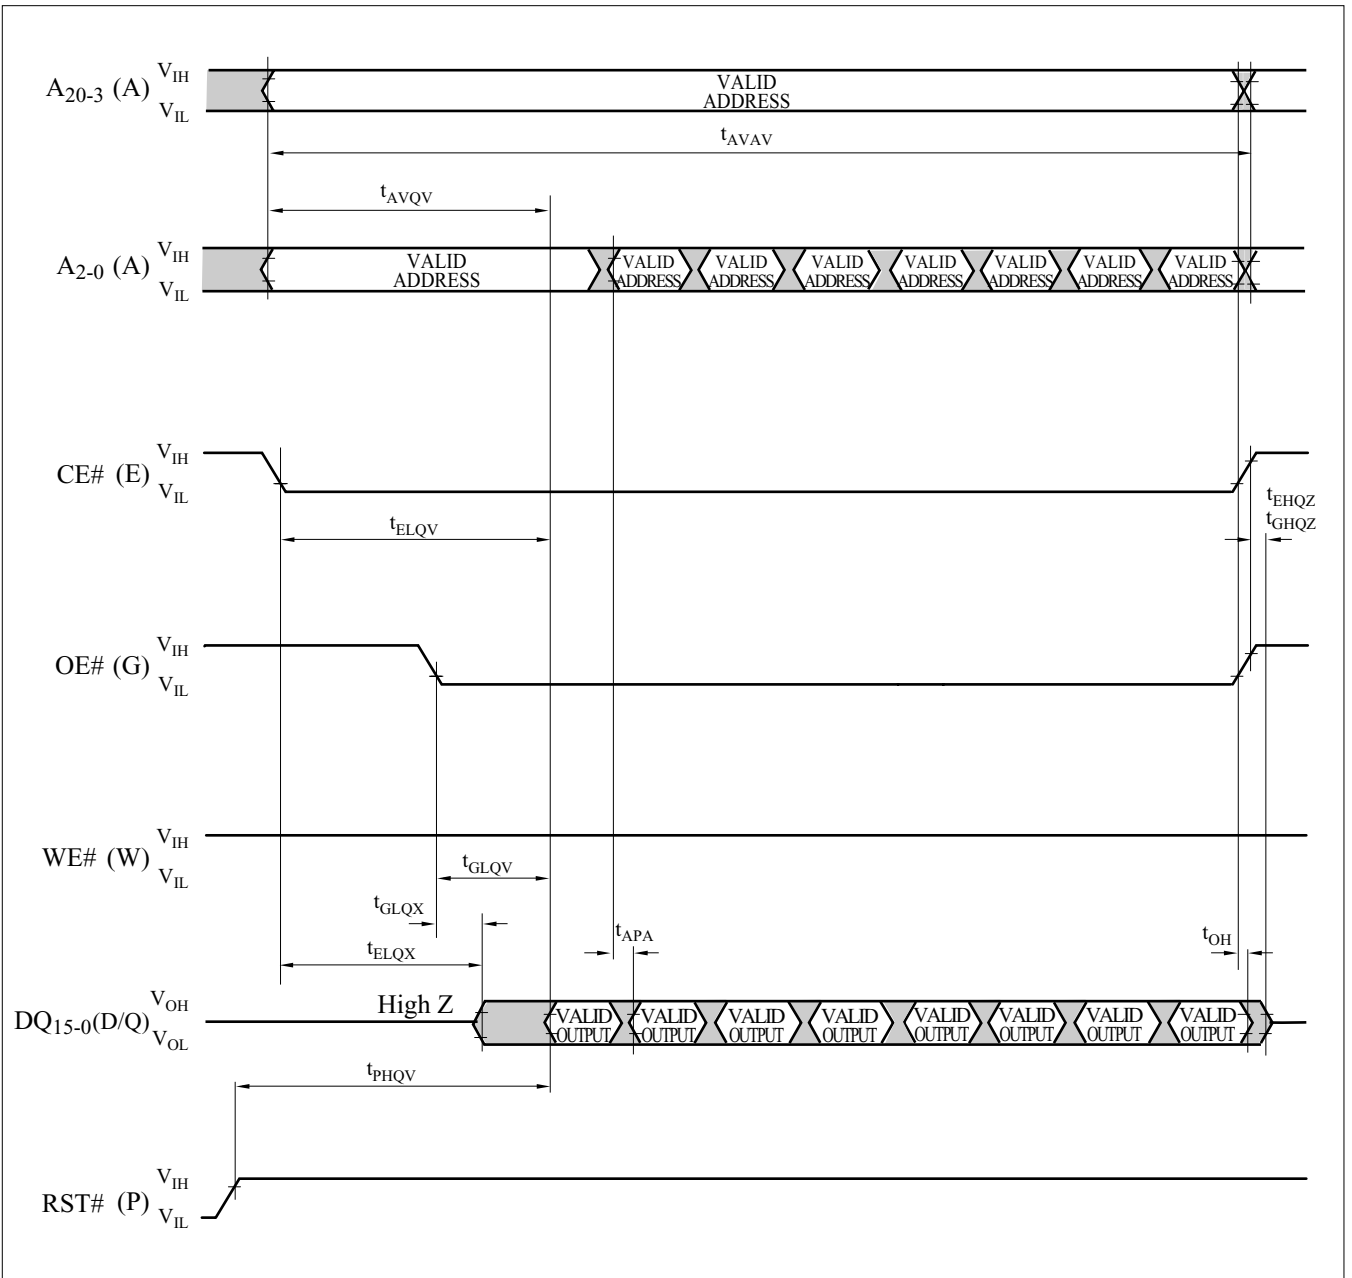 A20-3 (A) VIH VIL
VALID
ADDRESS
tAVAV
tAVQV
A2-0 (A) VIH VIL
VALID VALID VALID VALID VALID VALID VALID VALID
ADDRESS ADDRESS ADDRESS ADDRESS ADDRESS ADDRESS ADDRESS ADDRESS
CE# (E) VIH VIL
tEHQZ
tGHQZ
tELQV
OE# (G) VIH VIL
WE# (W) VIH VIL
tGLQV
tGLQX
tAPA
tOH
tELQX
DQ15-0(D/Q) VOH VOL
High Z
VALID VALID VALID VALID VALID VALID VALID VALID
OUTPUT OUTPUT OUTPUT OUTPUT OUTPUT OUTPUT OUTPUT OUTPUT
tPHQV
RST# (P) VIH VIL